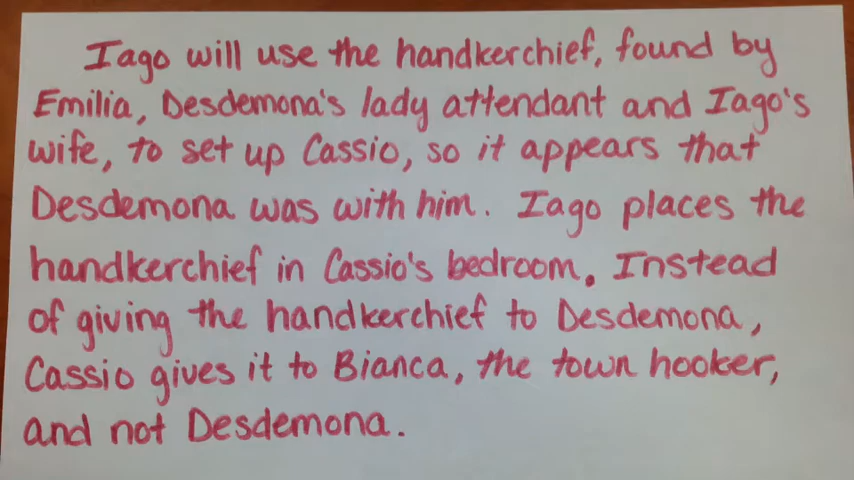 Iago will use the handkerchief, found by
Emilia, Desdemona's lady attendant and Iago's
wife, to set up Cassio, so it appears that
Desdemona was with him. Iago places the
handkerchief in Cassio's bedroom. Instead
of giving the handkerchief to Desdemona,
Cassio gives it to Bianca, the town hooker,
and not Desdemona.